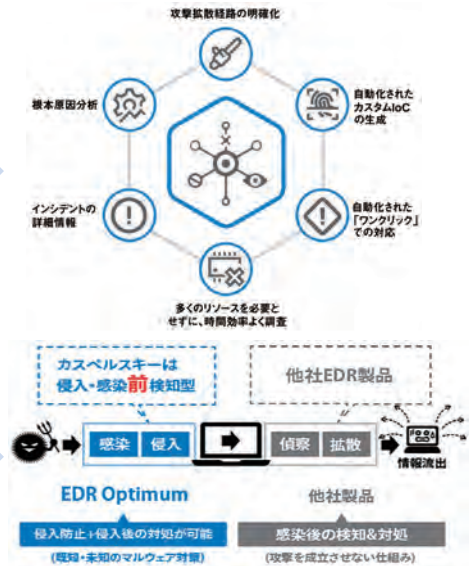 攻撃拡散経路の明確化
根本原因分析
自動化された
カスタムIoC
の生成
インシデントの
詳細情報
自動化された
「ワンクリック」
での対応
多くのリソースを必要と
せずに、時間効率よく調査
カスペルスキーは
侵入・感染前検知型
他社EDR製品
感染 侵入
偵察 拡散
情報流出
EDR Optimum
他社製品
侵入防止+侵入後の対処が可能
感染後の検知&対処
(既知・未知のマルウェア対策)
(攻撃を成立させない仕組み)